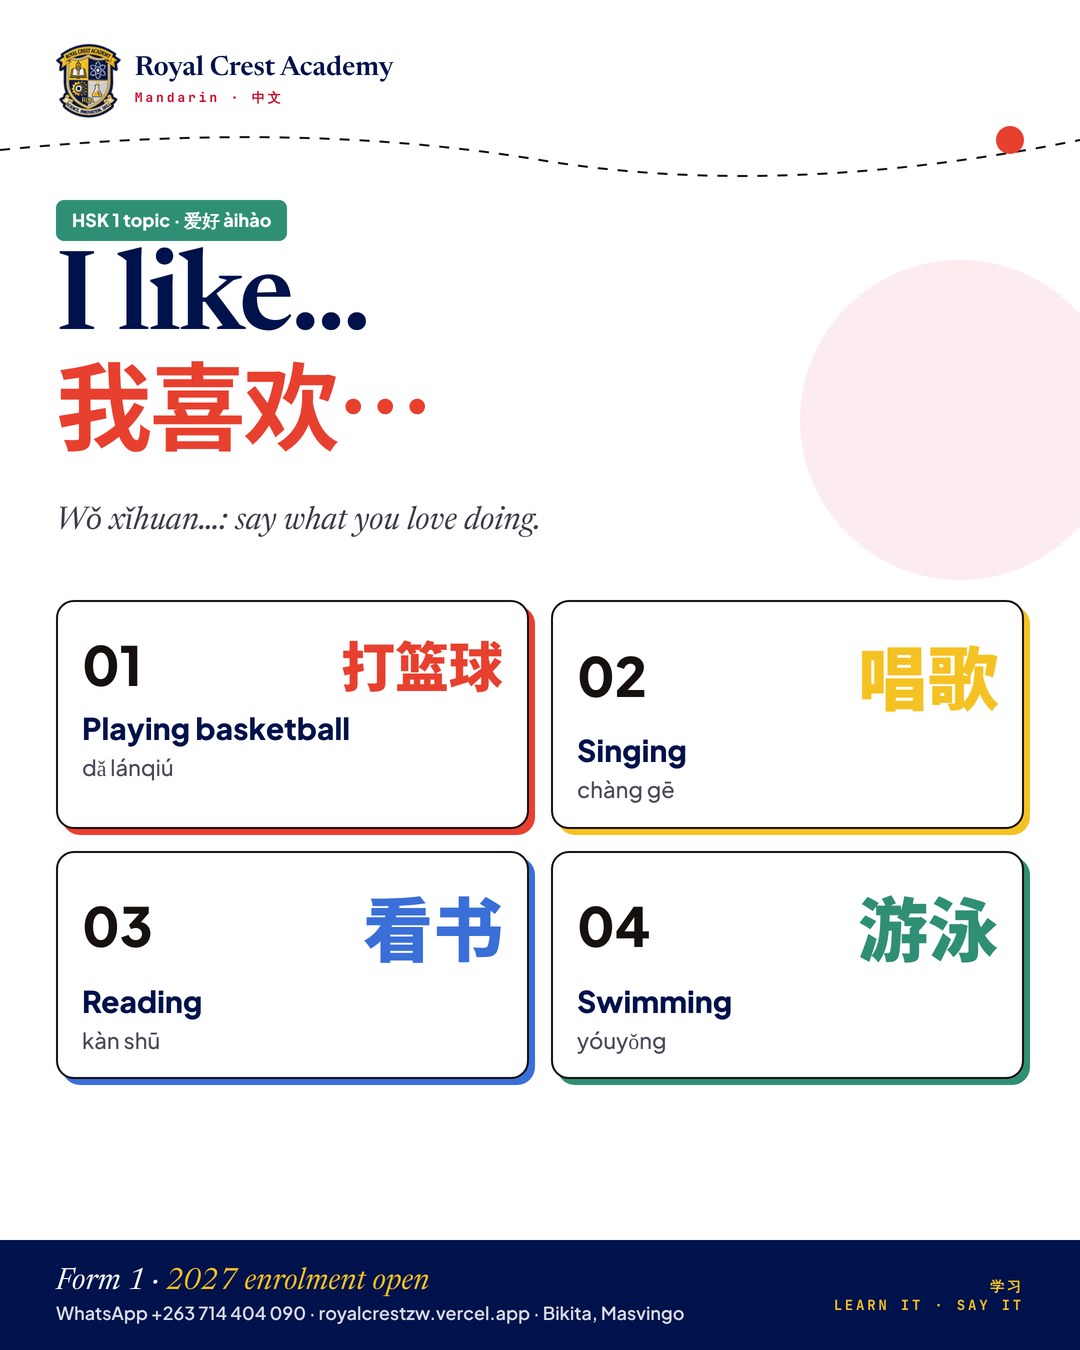 ROYAL CREST ACADEMY
Royal Crest Academy
Mandarin · 中文
HSK 1 topic · 爱好 àihào
I like...
我喜欢…
Wǒ xǐhuan...: say what you love doing.
01 打篮球
Playing basketball
dǎ lánqiú
02 唱歌
Singing
chàng gē
03 看书
Reading
kàn shū
04 游泳
Swimming
yóuyǒng
Form 1 · 2027 enrolment open
WhatsApp +263 714 404 090 · royalcrestzw.vercel.app · Bikita, Masvingo
学习
LEARN IT · SAY IT